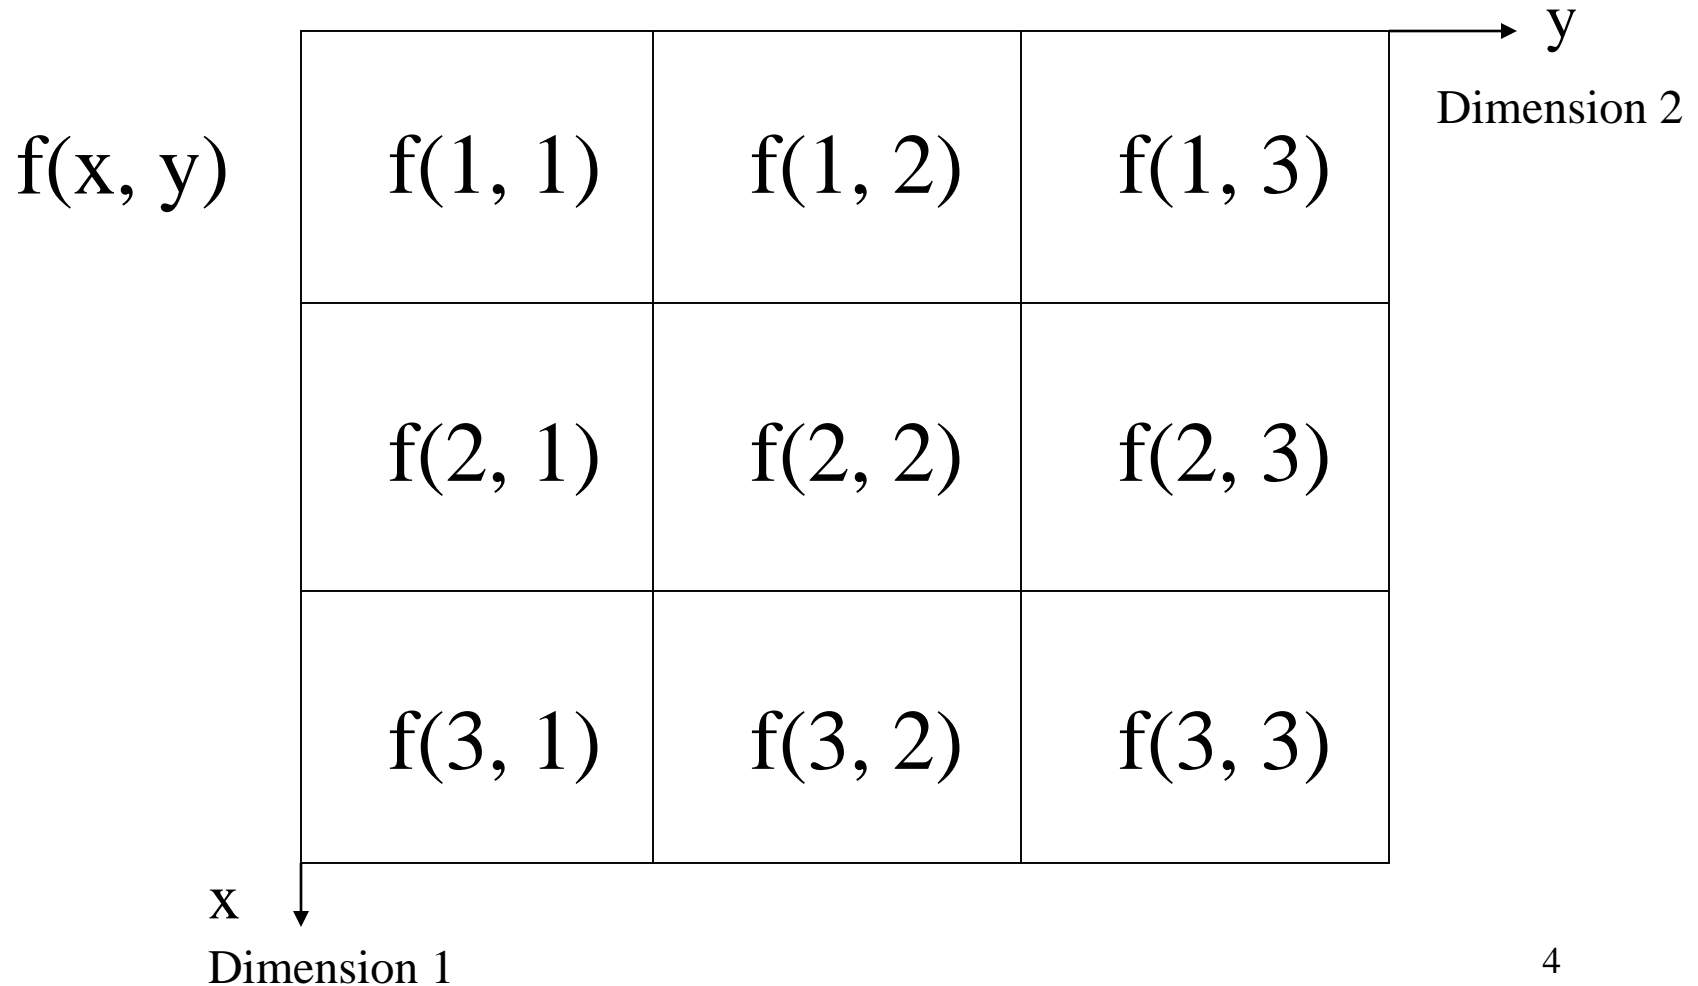 y
Dimension 2
f(x, y) f(1, 1) f(1, 2) f(1, 3)
f(2, 1) f(2, 2) f(2, 3)
f(3, 1) f(3, 2) f(3, 3)
x
Dimension 1
4